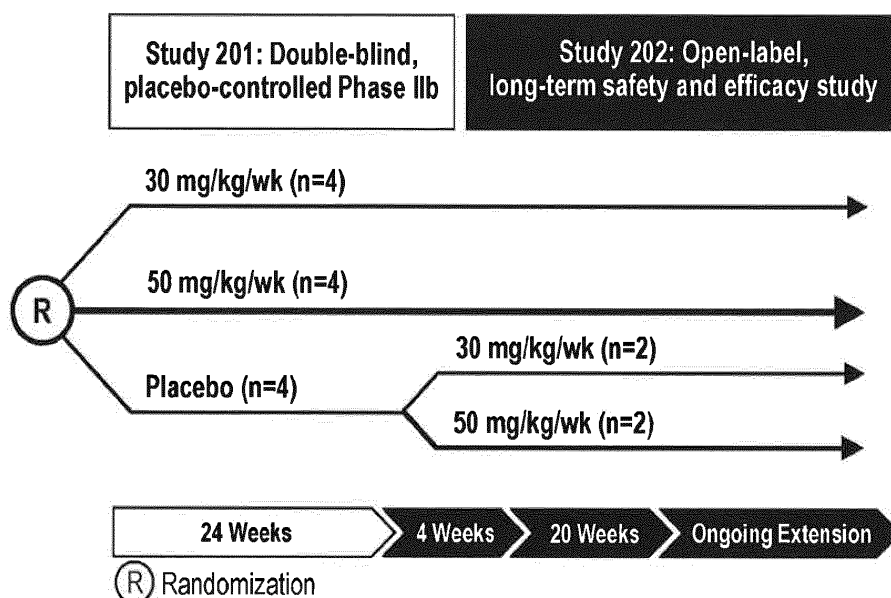 Study 201: Double-blind,
placebo-controlled Phase IIb
Study 202: Open-label,
long-term safety and efficacy study
30 mg/kg/wk (n=4)
R
50 mg/kg/wk (n=4)
Placebo (n=4)
30 mg/kg/wk (n=2)
50 mg/kg/wk (n=2)
24 Weeks
4 Weeks
20 Weeks
Ongoing Extension
R Randomization